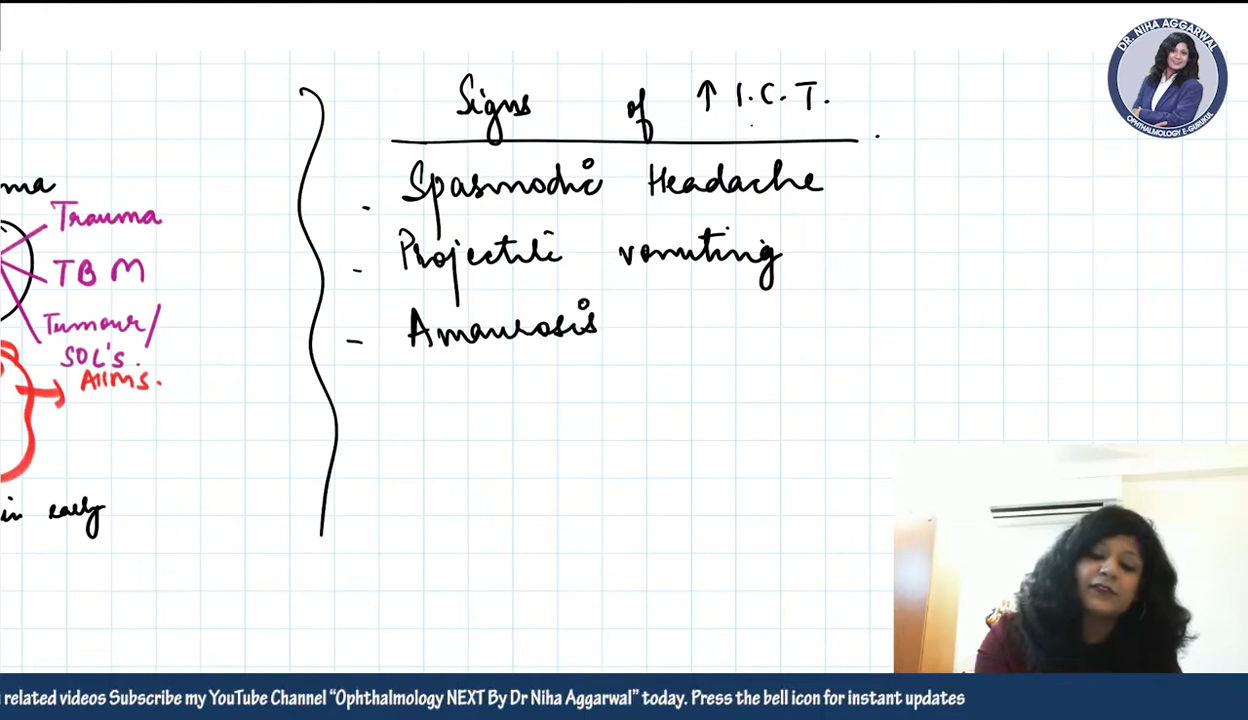 DR. NIHA AGGARWAL
OPHTHALMOLOGY E-GURUKUL
Signs of ↑ I.C.T.
- Spasmodic Headache
- Projectile vomiting
- Amaurosis
ma
Trauma
TBM
Tumour/
SOL's.
AIIMS.
in early
related videos Subscribe my YouTube Channel “Ophthalmology NEXT By Dr Niha Aggarwal” today. Press the bell icon for instant updates